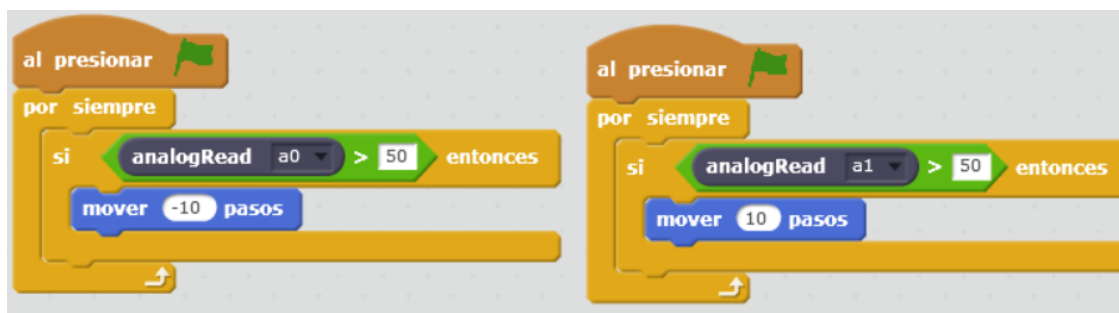 al presionar
por siempre
si analogRead a0 > 50 entonces
mover -10 pasos
al presionar
por siempre
si analogRead a1 > 50 entonces
mover 10 pasos